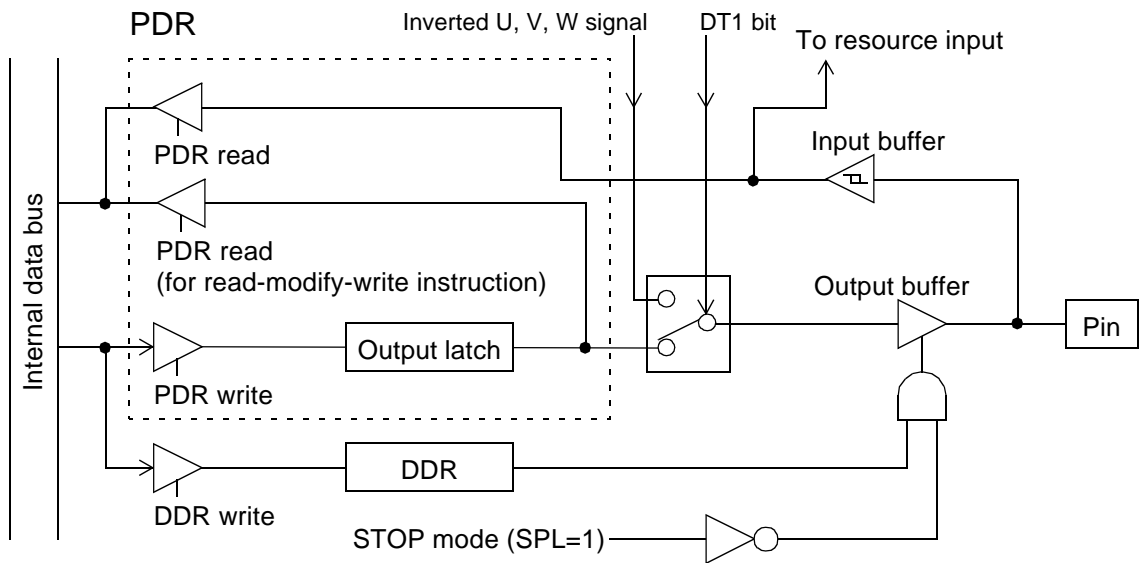 PDR
Inverted U, V, W signal
DT1 bit
To resource input
PDR read
Input buffer
PDR read
(for read-modify-write instruction)
Internal data bus
Output buffer
Output latch
Pin
PDR write
DDR
DDR write
STOP mode (SPL=1)